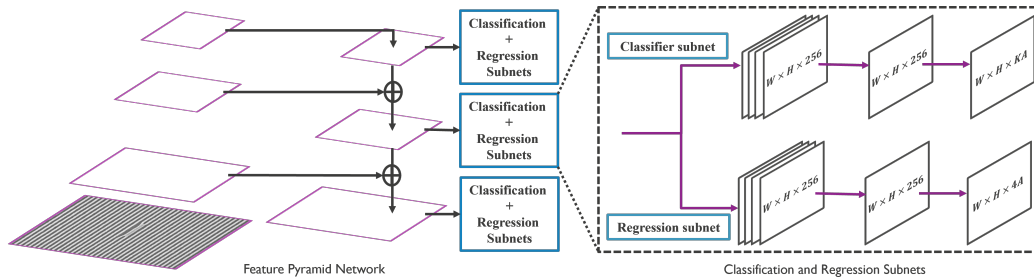 Classification
+
Regression
Subnets
Classification
+
Regression
Subnets
Classification
+
Regression
Subnets
Feature Pyramid Network
Classifier subnet
W × H × 256
W × H × 256
W × H × KA
Regression subnet
W × H × 256
W × H × 256
W × H × 4A
Classification and Regression Subnets